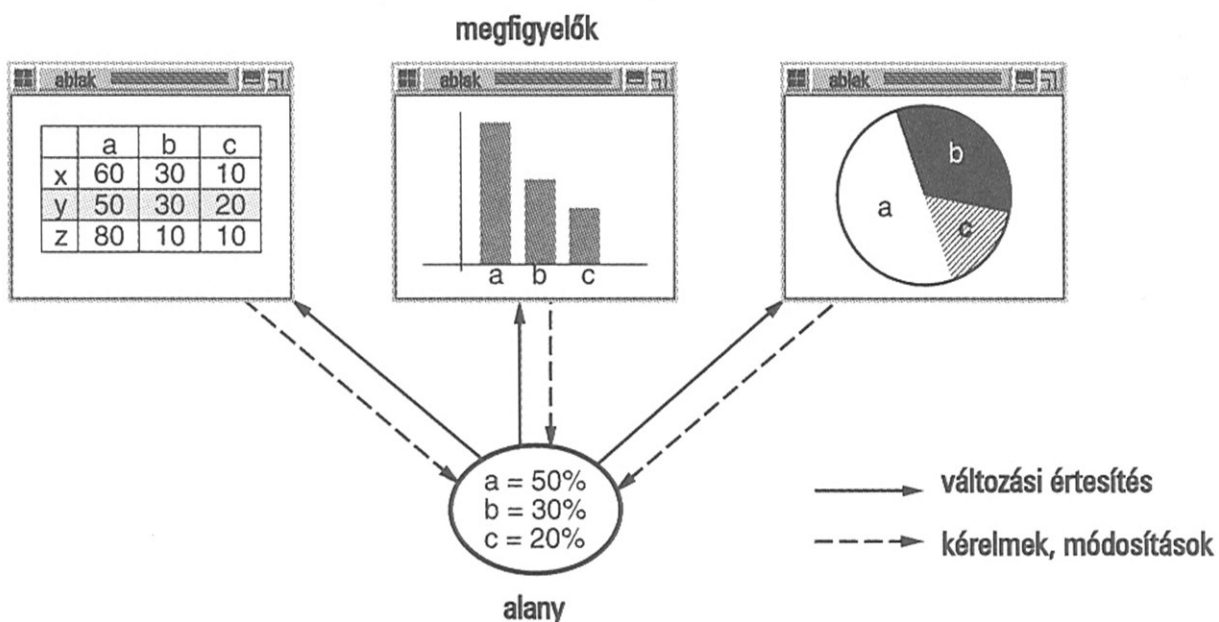 megfigyelők
ablak
a b c
x 60 30 10
y 50 30 20
z 80 10 10
ablak
a b c
ablak
b
a
c
a = 50%
b = 30%
c = 20%
változási értesítés
kérelmek, módosítások
alany